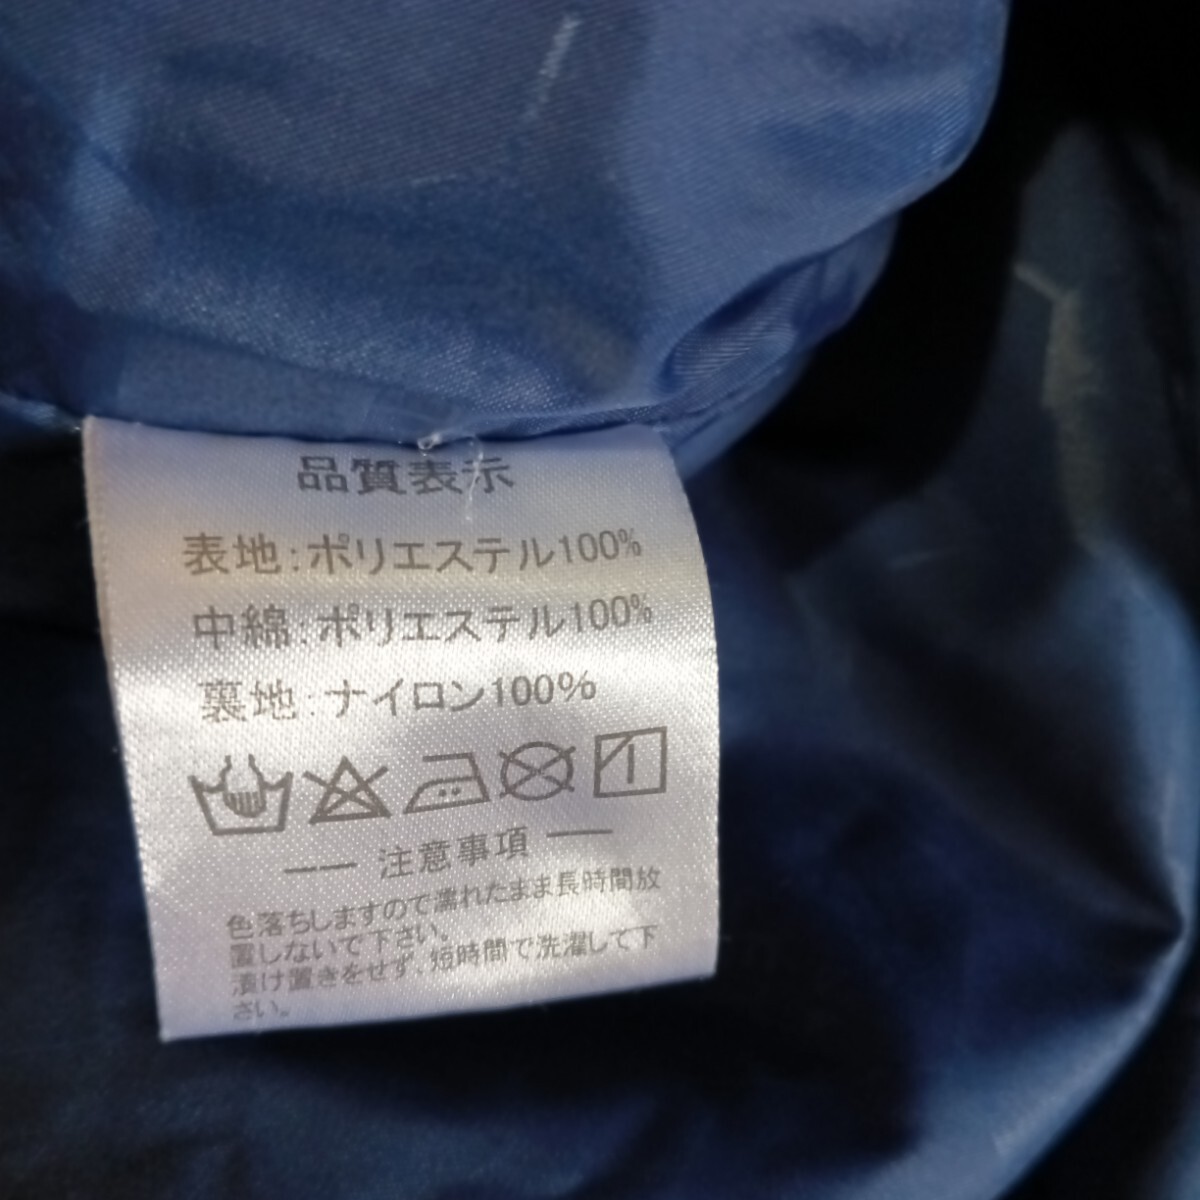 品質表示
表地:ポリエステル100%
中綿:ポリエステル100%
裏地:ナイロン100%
注意事項
色落ちしますので濡れたまま長時間放
置しないで下さい。
漬け置きをせず、短時間で洗濯して下
さい。